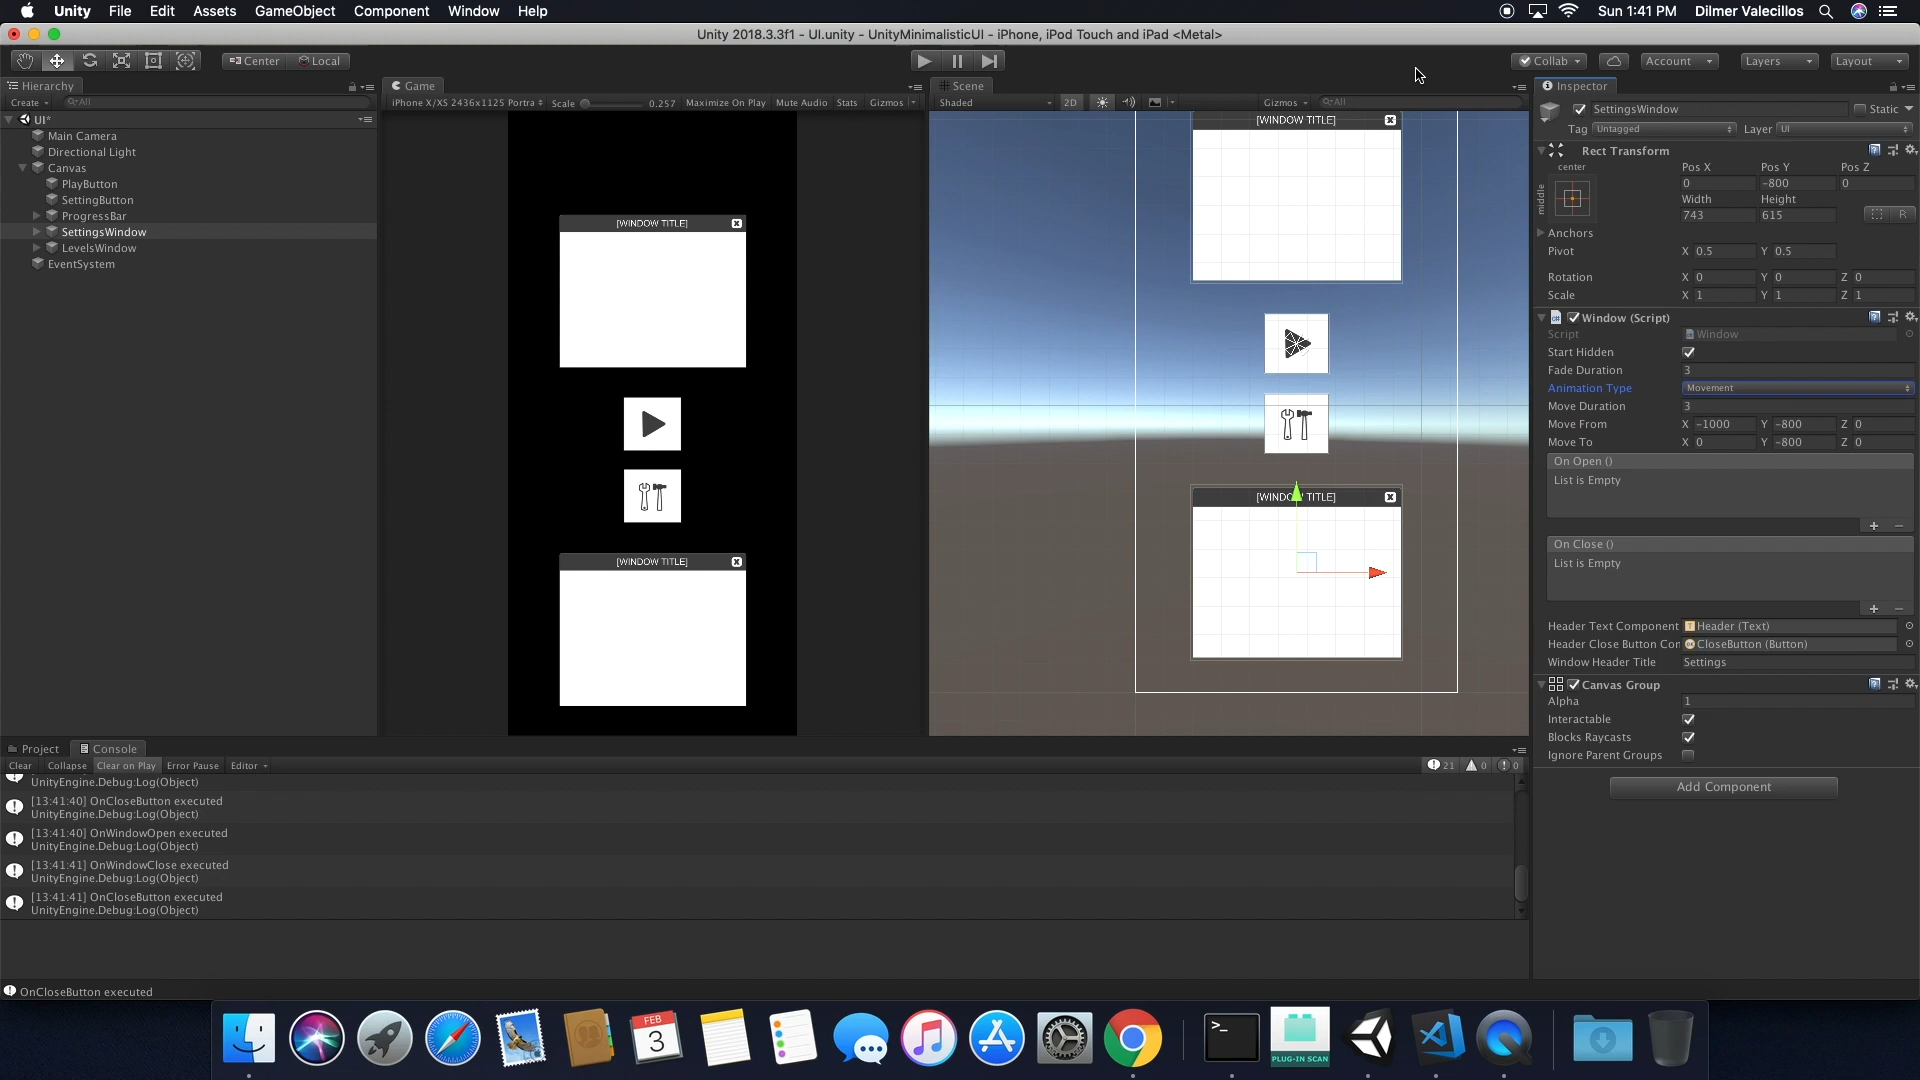 Unity File Edit Assets GameObject Component Window Help Sun 1:41 PM Dilmer Valecillos
Unity 2018.3.3f1 - UI.unity - UnityMinimalisticUI - iPhone, iPod Touch and iPad <Metal>
Center Local Collab Account Layers Layout
Hierarchy
Create All
UI*
Main Camera
Directional Light
Canvas
PlayButton
SettingButton
ProgressBar
SettingsWindow
LevelsWindow
EventSystem
Game
iPhone X/XS 2436x1125 Portra Scale 0.257 Maximize On Play Mute Audio Stats Gizmos
[WINDOW TITLE]
[WINDOW TITLE]
Scene
Shaded 2D Gizmos All
[WINDOW TITLE]
[WINDOW TITLE]
Inspector
SettingsWindow Static
Tag Untagged Layer UI
Rect Transform
center Pos X Pos Y Pos Z
middle 0 -800 0
Width Height
743 615 R
Anchors
Pivot X 0.5 Y 0.5
Rotation X 0 Y 0 Z 0
Scale X 1 Y 1 Z 1
Window (Script)
Script Window
Start Hidden
Fade Duration 3
Animation Type Movement
Move Duration 3
Move From X -1000 Y -800 Z 0
Move To X 0 Y -800 Z 0
On Open ()
List is Empty
+ -
On Close ()
List is Empty
+ -
Header Text Component Header (Text)
Header Close Button Con CloseButton (Button)
Window Header Title Settings
Canvas Group
Alpha 1
Interactable
Blocks Raycasts
Ignore Parent Groups
Add Component
Project Console
Clear Collapse Clear on Play Error Pause Editor 21 0 0
UnityEngine.Debug:Log(Object)
[13:41:40] OnCloseButton executed
UnityEngine.Debug:Log(Object)
[13:41:40] OnWindowOpen executed
UnityEngine.Debug:Log(Object)
[13:41:41] OnWindowClose executed
UnityEngine.Debug:Log(Object)
[13:41:41] OnCloseButton executed
UnityEngine.Debug:Log(Object)
OnCloseButton executed
FEB
3
PLUG-IN SCAN